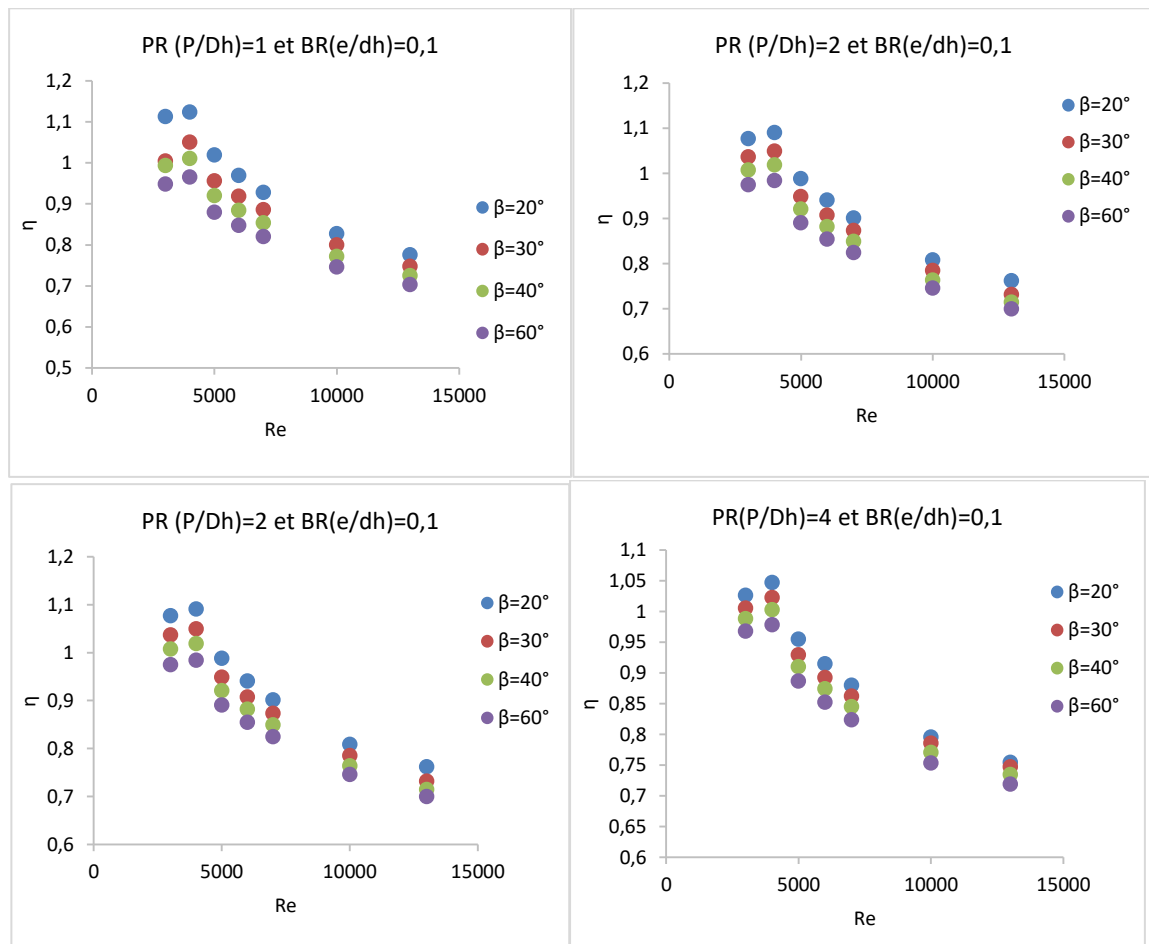 PR (P/Dh)=1 et BR(e/dh)=0,1
1,2
1,1
1
0,9
0,8
0,7
0,6
0,5
η
0
5000
10000
15000
Re
β=20°
β=30°
β=40°
β=60°
PR (P/Dh)=2 et BR(e/dh)=0,1
1,2
1,1
1
0,9
0,8
0,7
0,6
η
0
5000
10000
15000
Re
β=20°
β=30°
β=40°
β=60°
PR (P/Dh)=2 et BR(e/dh)=0,1
1,2
1,1
1
0,9
0,8
0,7
0,6
η
0
5000
10000
15000
Re
β=20°
β=30°
β=40°
β=60°
PR(P/Dh)=4 et BR(e/dh)=0,1
1,1
1,05
1
0,95
0,9
0,85
0,8
0,75
0,7
0,65
0,6
η
0
5000
10000
15000
Re
β=20°
β=30°
β=40°
β=60°